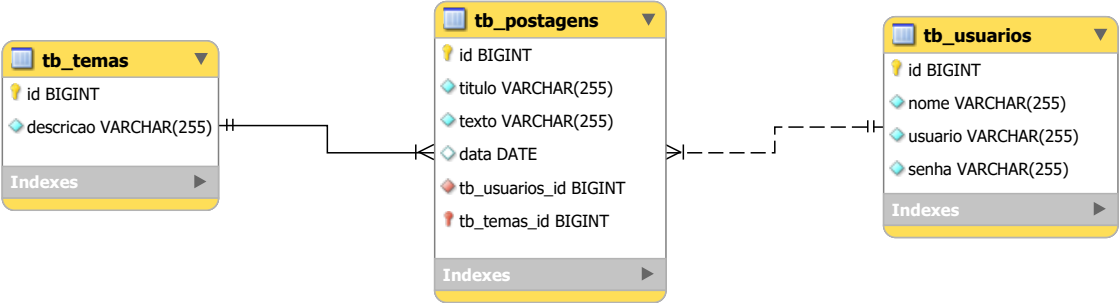 tb_temas
id BIGINT
descricao VARCHAR(255)
Indexes
tb_postagens
id BIGINT
titulo VARCHAR(255)
texto VARCHAR(255)
data DATE
tb_usuarios_id BIGINT
tb_temas_id BIGINT
Indexes
tb_usuarios
id BIGINT
nome VARCHAR(255)
usuario VARCHAR(255)
senha VARCHAR(255)
Indexes